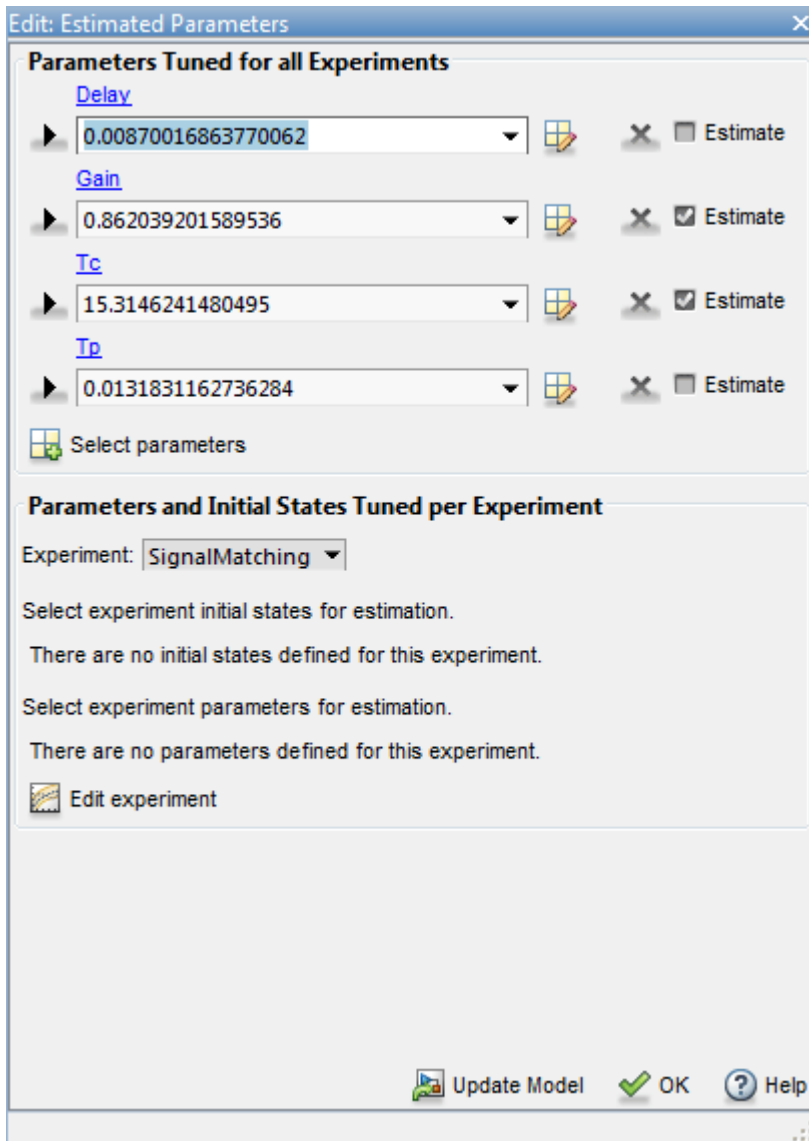 Edit: Estimated Parameters
Parameters Tuned for all Experiments
Delay
0.00870016863770062 Estimate
Gain
0.862039201589536 Estimate
Tc
15.3146241480495 Estimate
Tp
0.0131831162736284 Estimate
Select parameters
Parameters and Initial States Tuned per Experiment
Experiment: SignalMatching
Select experiment initial states for estimation.
There are no initial states defined for this experiment.
Select experiment parameters for estimation.
There are no parameters defined for this experiment.
Edit experiment
Update Model OK Help